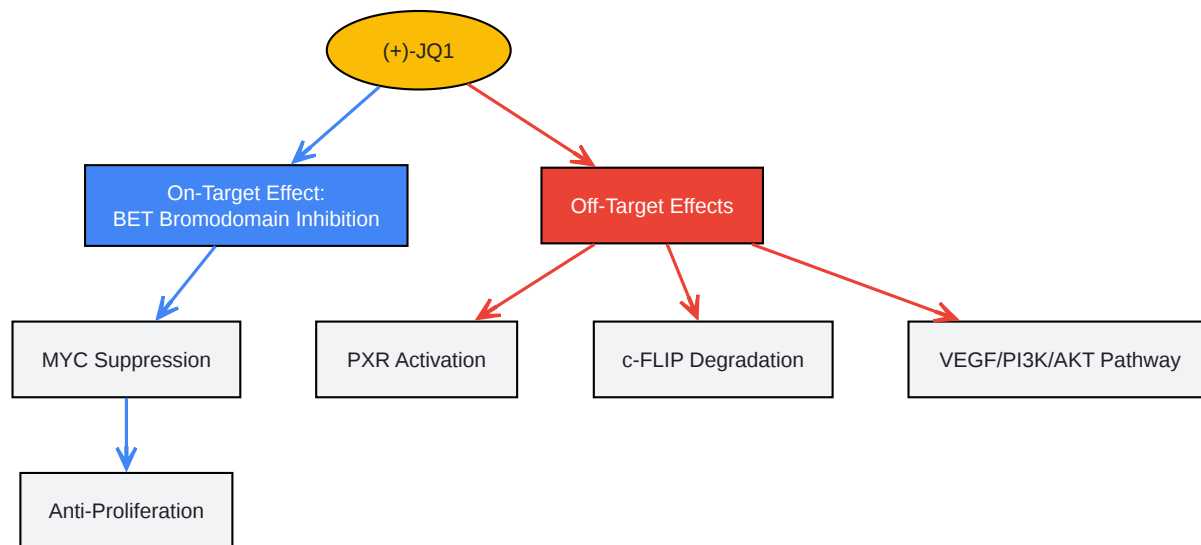 (+)-JQ1
On-Target Effect:
BET Bromodomain Inhibition
Off-Target Effects
MYC Suppression
PXR Activation
c-FLIP Degradation
VEGF/PI3K/AKT Pathway
Anti-Proliferation